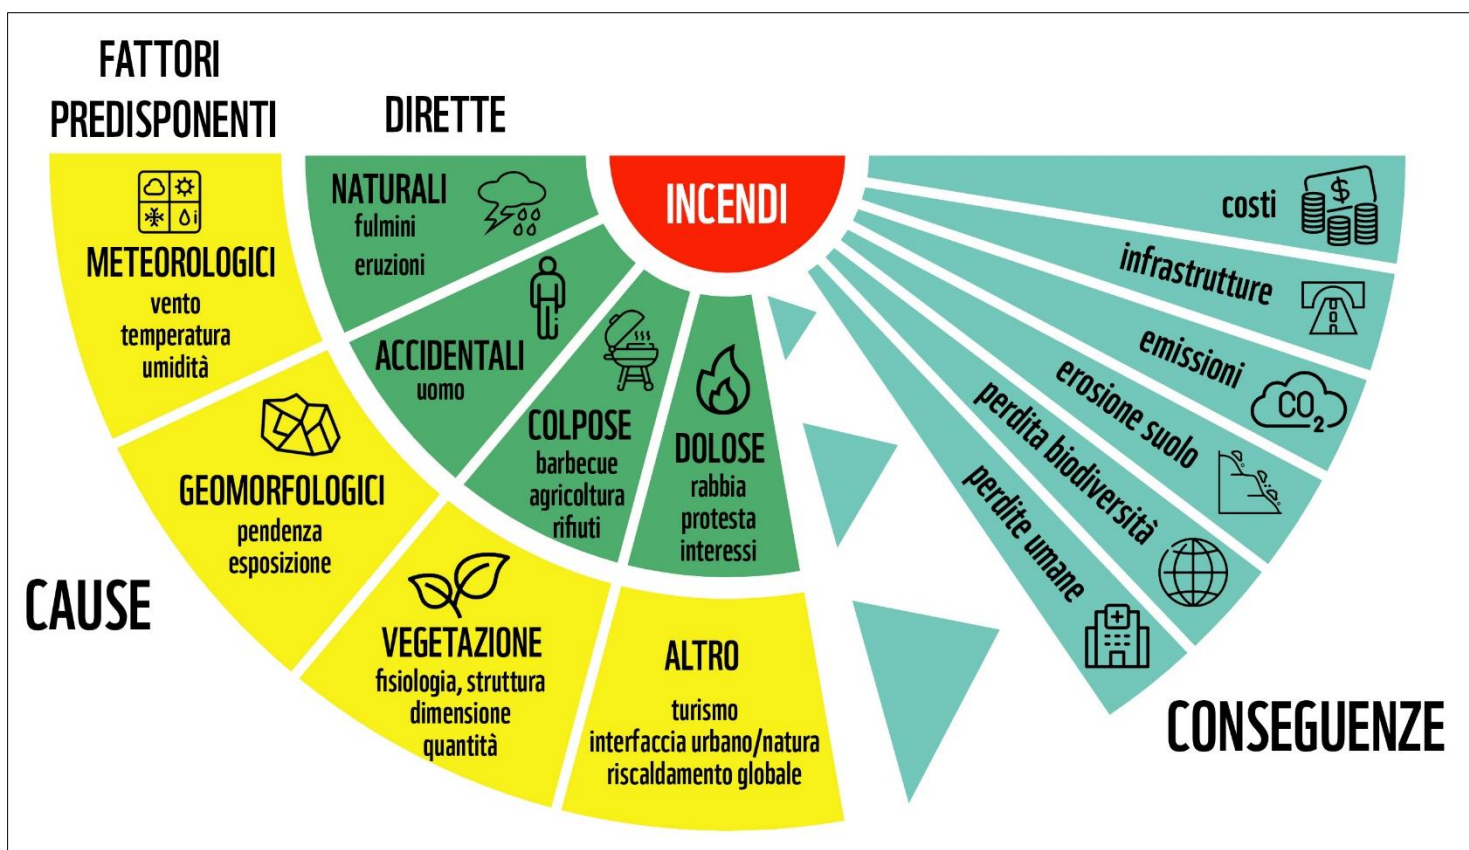 FATTORI
PREDISPONENTI
DIRETTE
INCENDI
METEOROLOGICI
vento
temperatura
umidità
GEOMORFOLOGICI
pendenza
esposizione
VEGETAZIONE
fisiologia, struttura
dimensione
quantità
ALTRO
turismo
interfaccia urbano/natura
riscaldamento globale
NATURALI
fulmini
eruzioni
ACCIDENTALI
uomo
COLPOSE
barbecue
agricoltura
rifiuti
DOLOSE
rabbia
protesta
interessi
CAUSE
costi
$
infrastrutture
emissioni
CO2
erosione suolo
perdita biodiversità
perdite umane
CONSEGUENZE